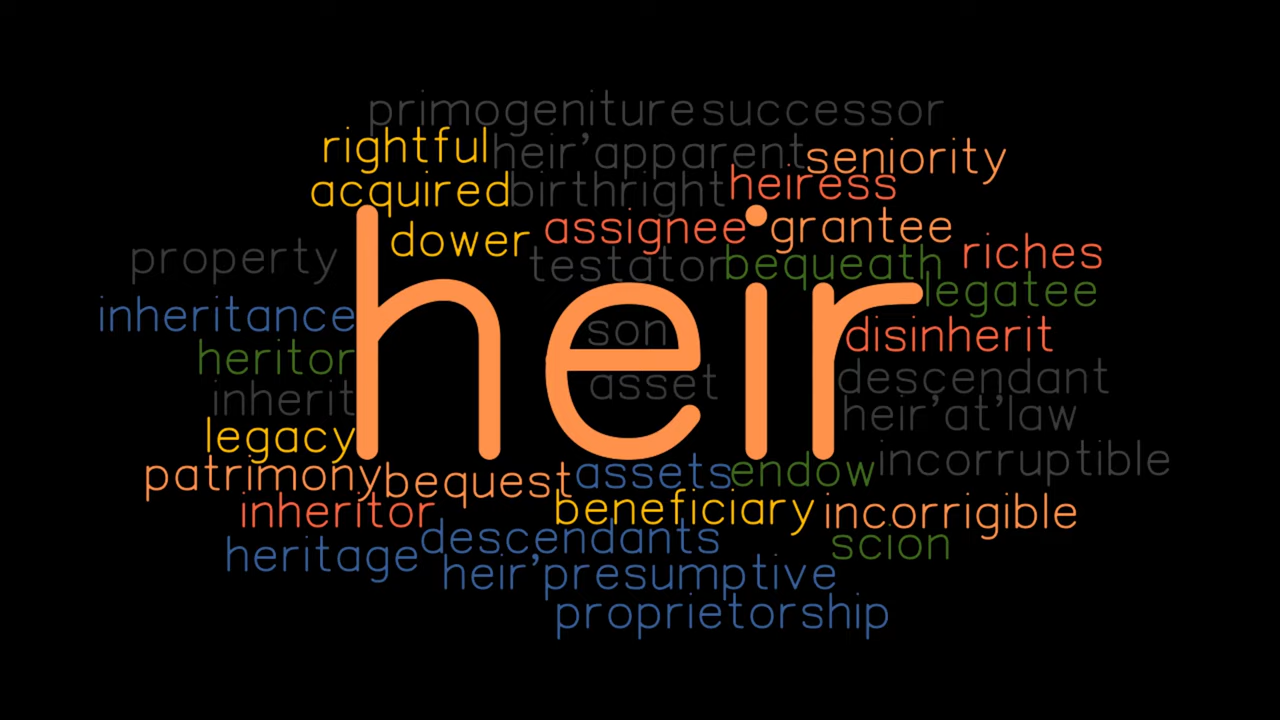 primogeniture successor
rightful heir'apparent seniority
acquired birthright heiress
dower assignee grantee
property testator bequeath riches
legatee
inheritance son disinherit
heir
heritor asset descendant
inherit heir'at'law
legacy incorruptible
patrimony bequest assets endow
inheritor beneficiary incorrigible
heritage descendants scion
heir'presumptive
proprietorship